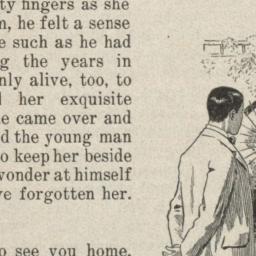 ty fingers as she
n, he felt a sense
e such as he had
g the years in
nly alive, too, to
her exquisite
e came over and
d the young man
o keep her beside
wonder at himself
ve forgotten her.
o see you home,